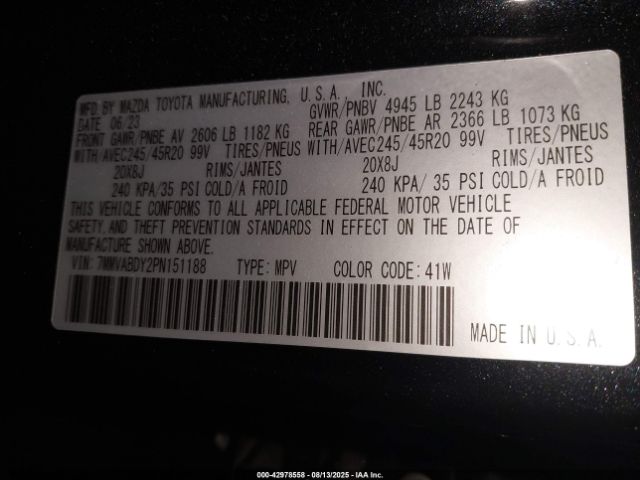 MFD. BY MAZDA TOYOTA MANUFACTURING, U.S.A., INC.
DATE 06/23 GVWR/PNBV 4945 LB 2243 KG
FRONT GAWR/PNBE AV 2606 LB 1182 KG REAR GAWR/PNBE AR 2366 LB 1073 KG
WITH/AVEC245/45R20 99V TIRES/PNEUS WITH/AVEC245/45R20 99V TIRES/PNEUS
20X8J RIMS/JANTES 20X8J RIMS/JANTES
240 KPA/35 PSI COLD/A FROID 240 KPA/ 35 PSI COLD/A FROID
THIS VEHICLE CONFORMS TO ALL APPLICABLE FEDERAL MOTOR VEHICLE
SAFETY, AND THEFT PREVENTION STANDARDS IN EFFECT ON THE DATE OF
MANUFACTURE SHOWN ABOVE.
VIN: 7MMVABDY2PN151188 TYPE: MPV COLOR CODE: 41W
MADE IN U.S.A.
000-42978558 - 08/13/2025 - IAA Inc.